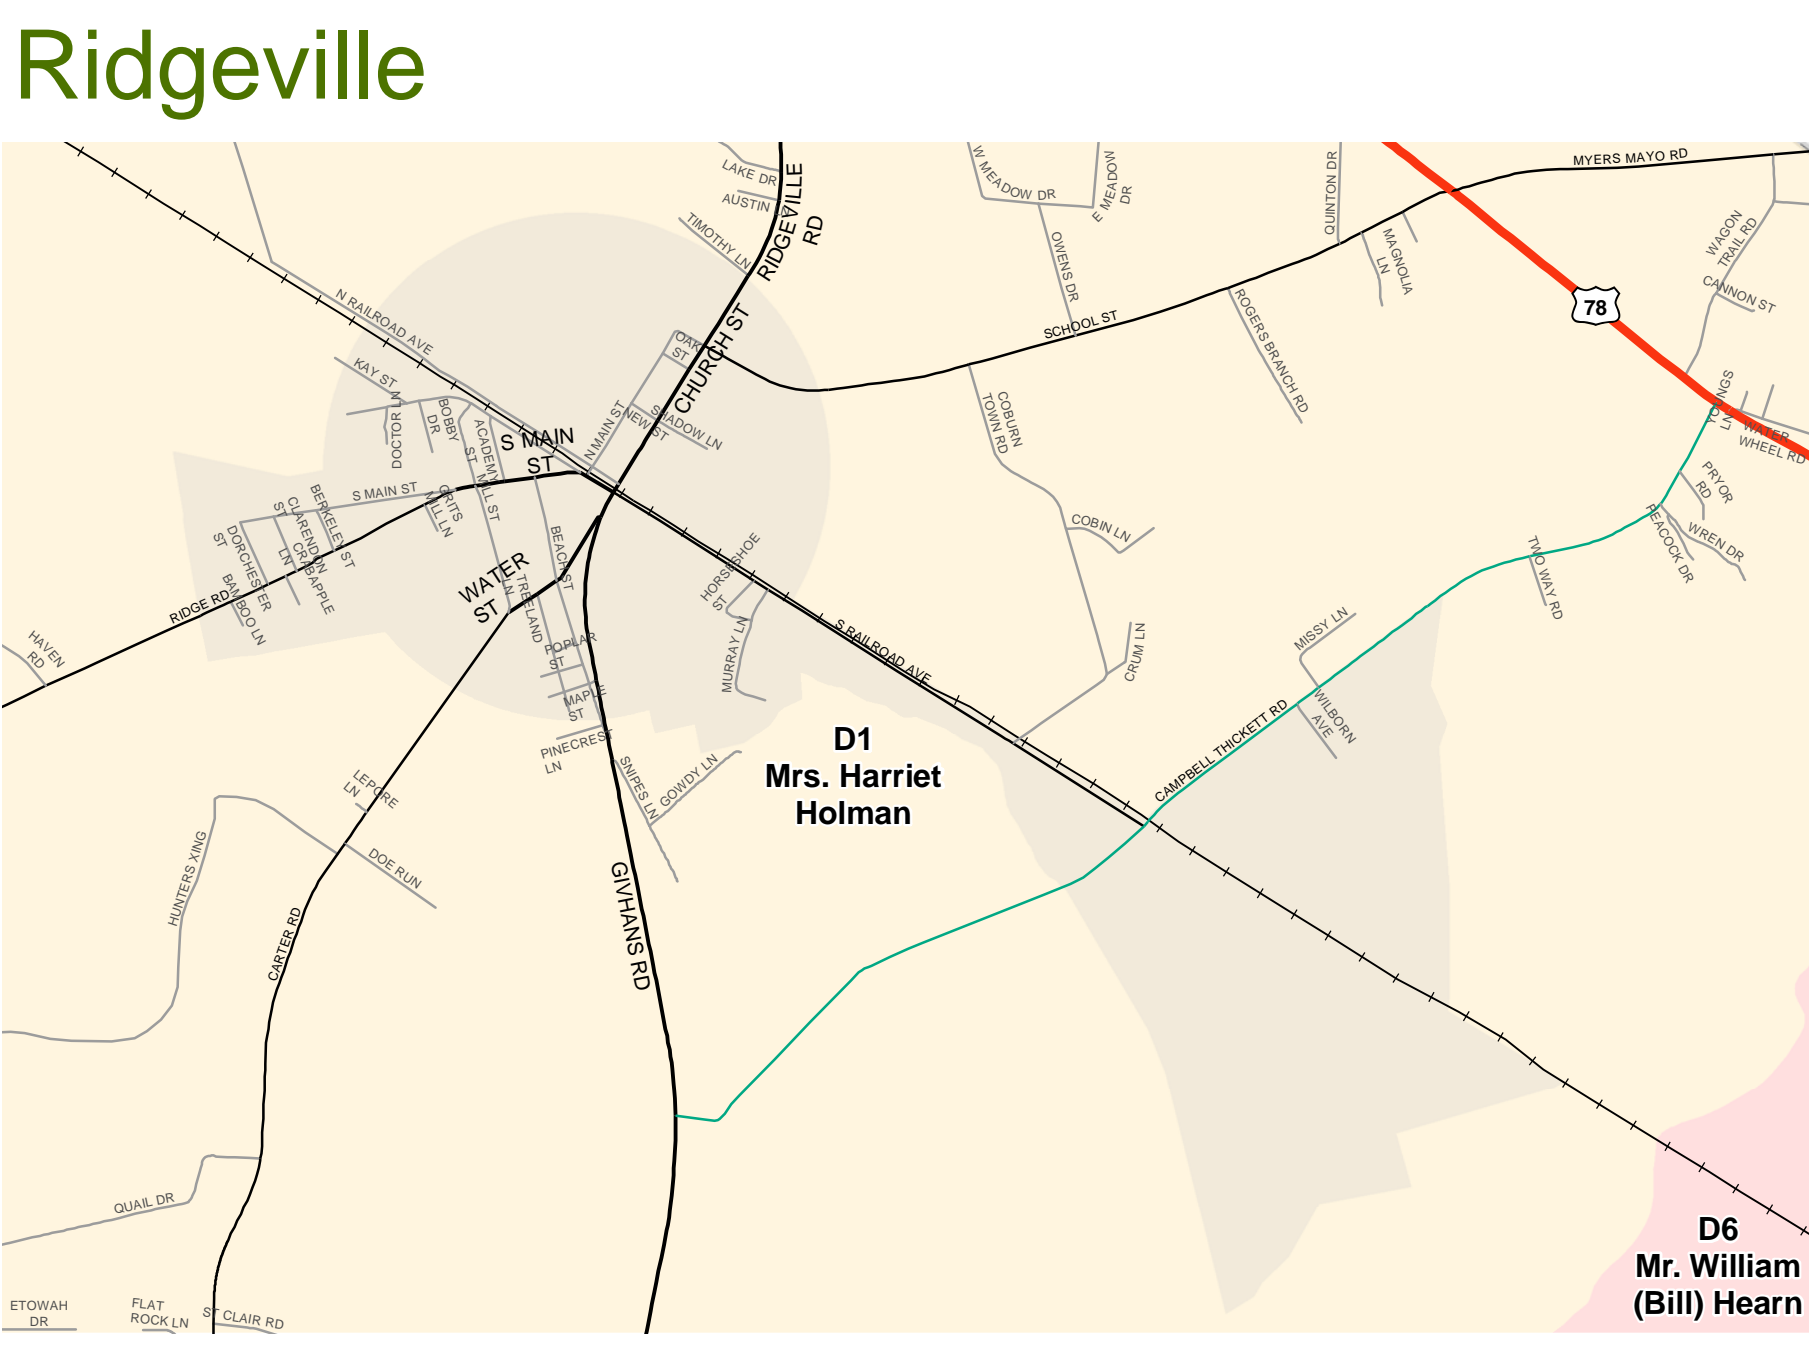 Ridgeville
LAKE DR
AUSTIN
TIMOTHY LN
RIDGEVILLE
RD
W MEADOW DR
E MEADOW
DR
OWENS DR
QUINTON DR
MAGNOLIA
LN
MYERS MAYO RD
WAGON
TRAIL RD
CANNON ST
78
N RAILROAD AVE
KAY ST
DOCTOR LN
BOBBY
DR
ACADEMY
ST
S MAIN
ST
N MAIN ST
OAK
ST
CHURCH ST
NEW ST
SHADOW LN
SCHOOL ST
ROGERS BRANCH RD
COBURN
TOWN RD
COBIN LN
YOUNGS
LN
WATER
WHEEL RD
PRYOR
RD
PEACOCK DR
WREN DR
TWO WAY RD
S MAIN ST
GRITS
MILL LN
MILL ST
BERKELEY ST
CLARENDON
ST
CRABAPPLE
LN
DORCHESTER
ST
BAMBOO LN
RIDGE RD
HAVEN
RD
WATER
ST
BEACH ST
TREELAND
LN
POPLAR
ST
MAPLE
ST
PINECREST
LN
HORSESHOE
ST
MURRAY LN
S RAILROAD AVE
CRUM LN
MISSY LN
WILBORN
AVE
CAMPBELL THICKETT RD
SNIPES LN
GOWDY LN
D1
Mrs. Harriet
Holman
LEPORE
LN
DOE RUN
HUNTERS XING
CARTER RD
GIVHANS RD
QUAIL DR
ETOWAH
DR
FLAT
ROCK LN
ST CLAIR RD
D6
Mr. William
(Bill) Hearn